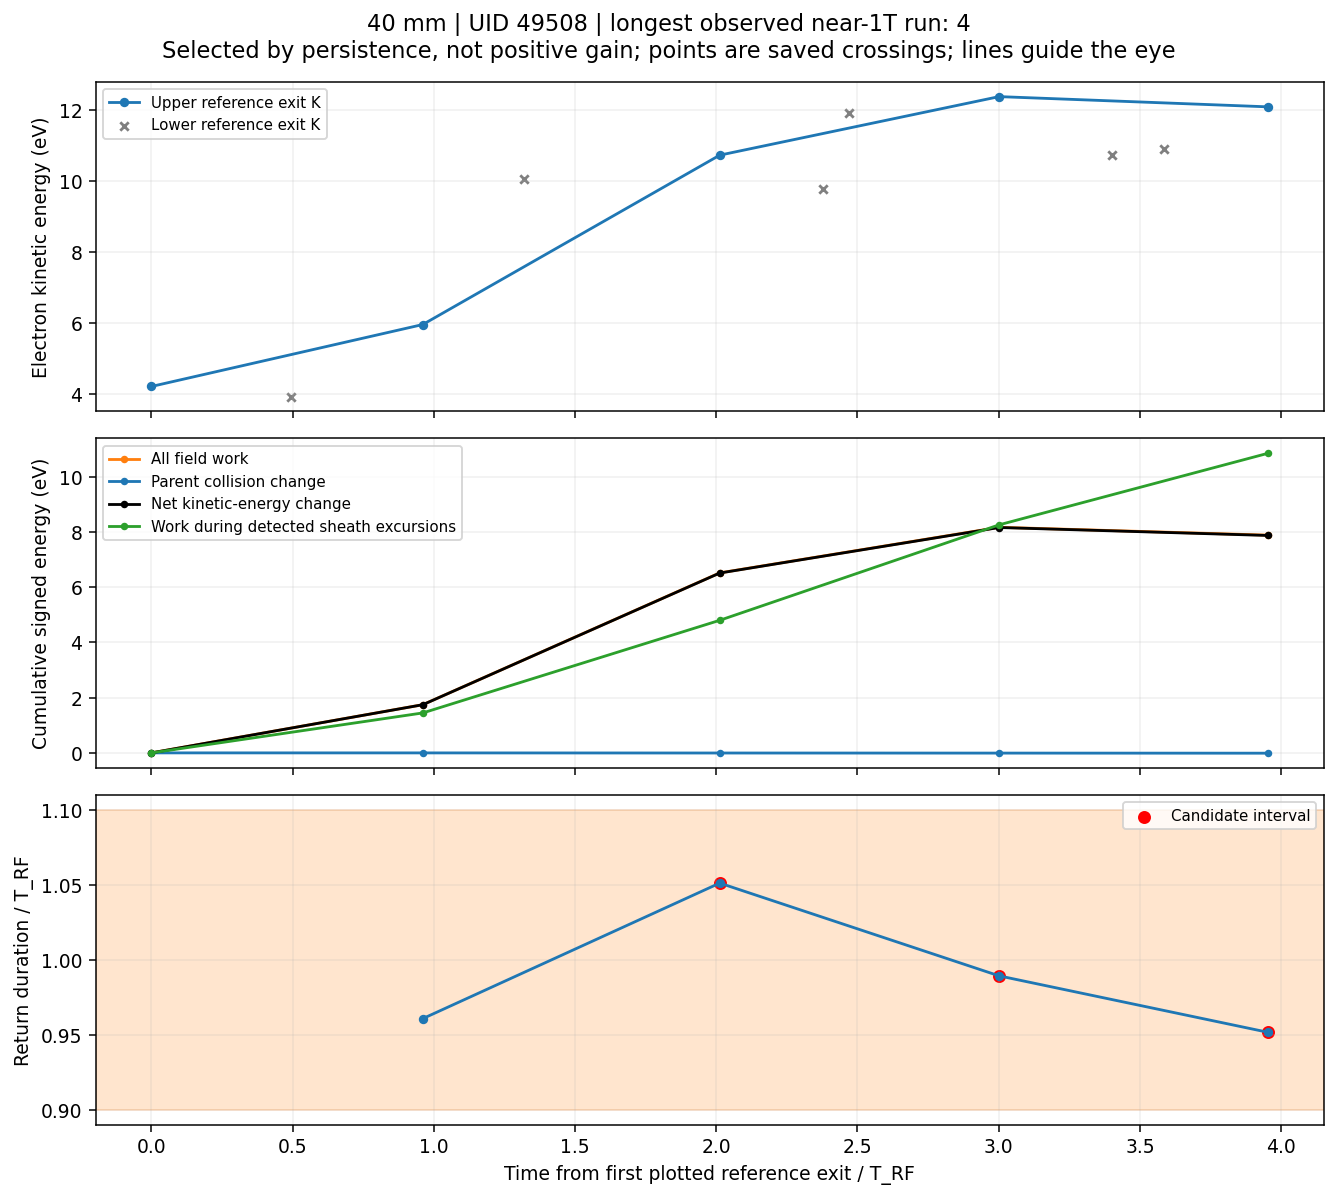 40 mm | UID 49508 | longest observed near-1T run: 4
Selected by persistence, not positive gain; points are saved crossings; lines guide the eye
Upper reference exit K
Lower reference exit K
Electron kinetic energy (eV)
12
10
8
6
4
All field work
Parent collision change
Net kinetic-energy change
Work during detected sheath excursions
Cumulative signed energy (eV)
10
8
6
4
2
0
Candidate interval
Return duration / T_RF
1.10
1.05
1.00
0.95
0.90
0.0 0.5 1.0 1.5 2.0 2.5 3.0 3.5 4.0
Time from first plotted reference exit / T_RF